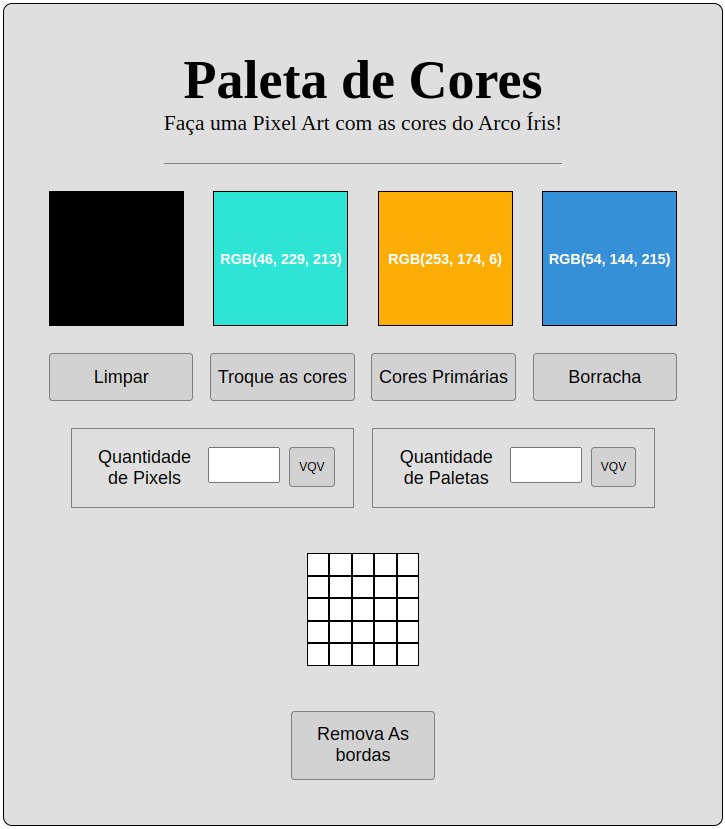 Paleta de Cores
Faça uma Pixel Art com as cores do Arco Íris!
RGB(46, 229, 213)
RGB(253, 174, 6)
RGB(54, 144, 215)
Limpar
Troque as cores
Cores Primárias
Borracha
Quantidade
de Pixels
VQV
Quantidade
de Paletas
VQV
Remova As
bordas